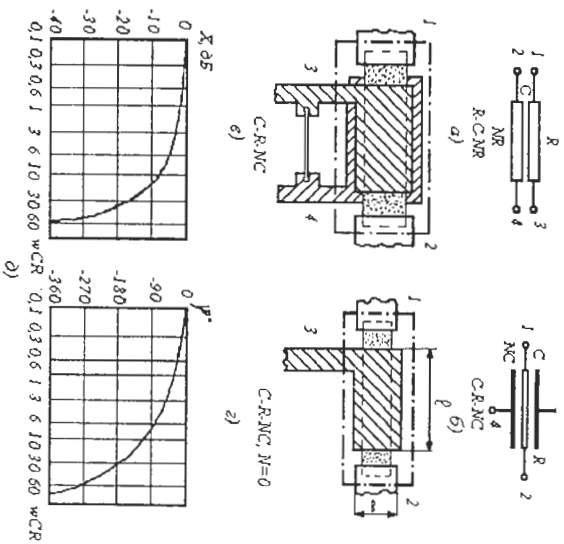 1 R 3
C
2 NR 4
R-C-NR
а)
C R
1 2
NC
4
C-R-NC
б)
1 2
3 4
C-R-NC
в)
ℓ
1 2
a
3
C-R-NC, N=0
г)
X,дБ
0
-10
-20
-30
-40
0,1 0,3 0,6 1 3 6 10 30 60 wCR
φ°
0
-90
-180
-270
-360
0,1 0,3 0,6 1 3 6 10 30 60 wCR
д)